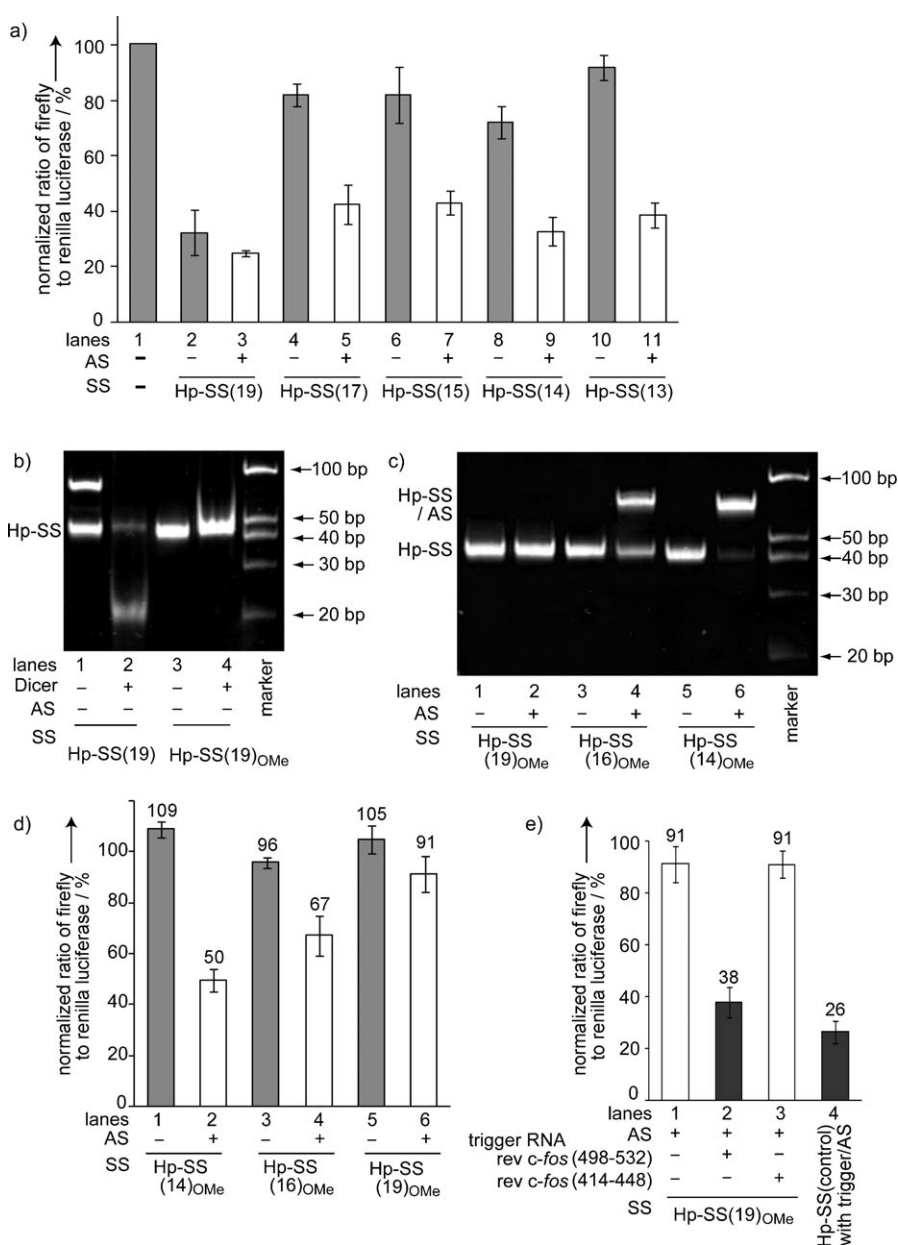 a)
nornalized ratio of firefly
to renilla luciferase / %
100
80
60
40
20
0
lanes 1 2 3 4 5 6 7 8 9 10 11
AS – – + – + – + – + – +
SS – Hp-SS(19) Hp-SS(17) Hp-SS(15) Hp-SS(14) Hp-SS(13)
b)
Hp-SS
100 bp
50 bp
40 bp
30 bp
20 bp
lanes 1 2 3 4
Dicer – + – +
AS – – – –
SS
Hp-SS(19) Hp-SS(19)OMe
marker
c)
Hp-SS
/ AS
Hp-SS
100 bp
50 bp
40 bp
30 bp
20 bp
lanes 1 2 3 4 5 6
AS – + – + – +
SS Hp-SS Hp-SS Hp-SS
(19)OMe (16)OMe (14)OMe
marker
d)
normalized ratio of firefly
to renilla luciferase / %
100
80
60
40
20
0
109 50 96 67 105 91
lanes 1 2 3 4 5 6
AS – + – + – +
SS Hp-SS Hp-SS Hp-SS
(14)OMe (16)OMe (19)OMe
e)
normalized ratio of firefly
to renilla luciferase / %
100
80
60
40
20
0
91 38 91 26
lanes 1 2 3 4
AS + + +
trigger RNA
rev c-fos (498-532) – + –
rev c-fos (414-448) – – +
SS Hp-SS(19)OMe
Hp-SS(control)
with trigger/AS